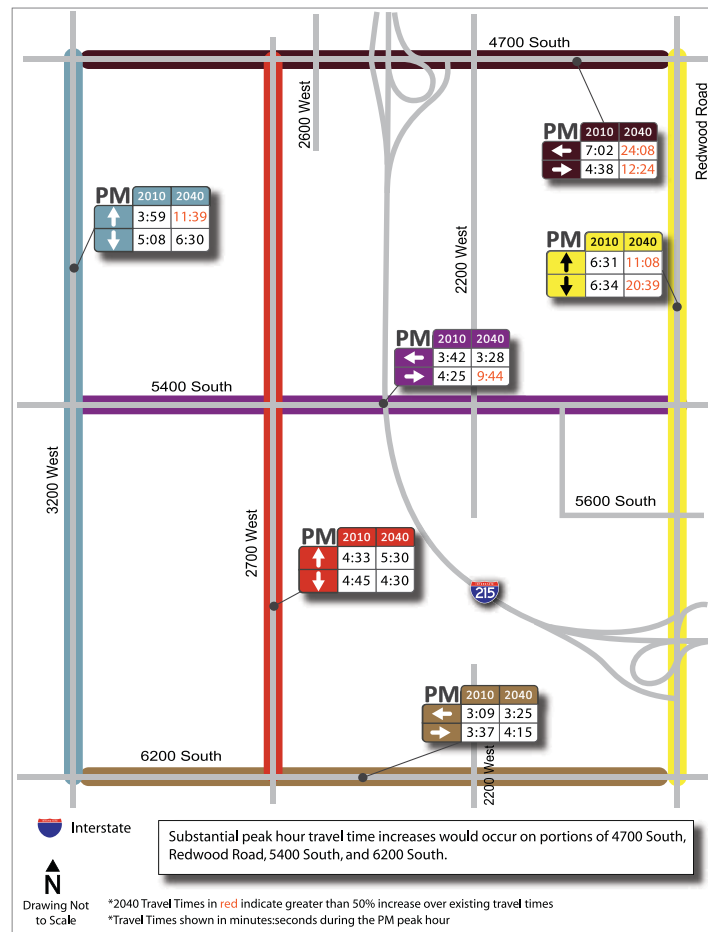 4700 South
2600 West
Redwood Road
PM 2010 2040
7:02 24:08
4:38 12:24
PM 2010 2040
3:59 11:39
5:08 6:30
2200 West
PM 2010 2040
6:31 11:08
6:34 20:39
PM 2010 2040
3:42 3:28
4:25 9:44
5400 South
3200 West
2700 West
5600 South
PM 2010 2040
4:33 5:30
4:45 4:30
215
PM 2010 2040
3:09 3:25
3:37 4:15
6200 South
2200 West
Interstate
Substantial peak hour travel time increases would occur on portions of 4700 South,
Redwood Road, 5400 South, and 6200 South.
N
Drawing Not
to Scale
*2040 Travel Times in red indicate greater than 50% increase over existing travel times
*Travel Times shown in minutes:seconds during the PM peak hour